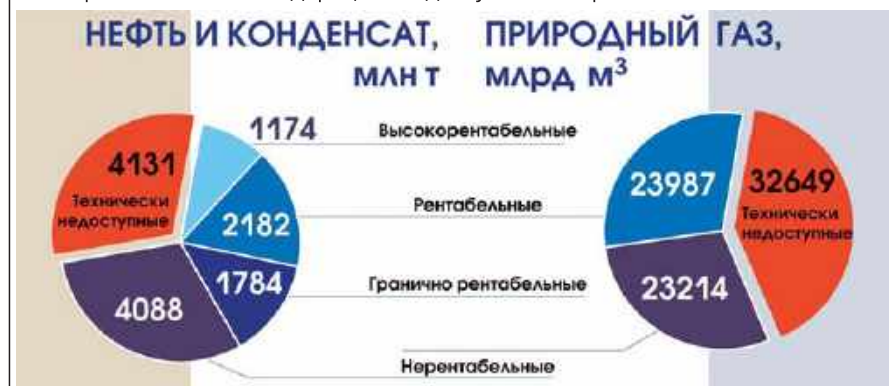 НЕФТЬ И КОНДЕНСАТ,
млн т
ПРИРОДНЫЙ ГАЗ,
млрд м³
1174
Высокорентабельные
4131
Технически
недоступные
2182
Рентабельные
23987
32649
Технически
недоступные
1784
Гранично рентабельные
4088
23214
Нерентабельные